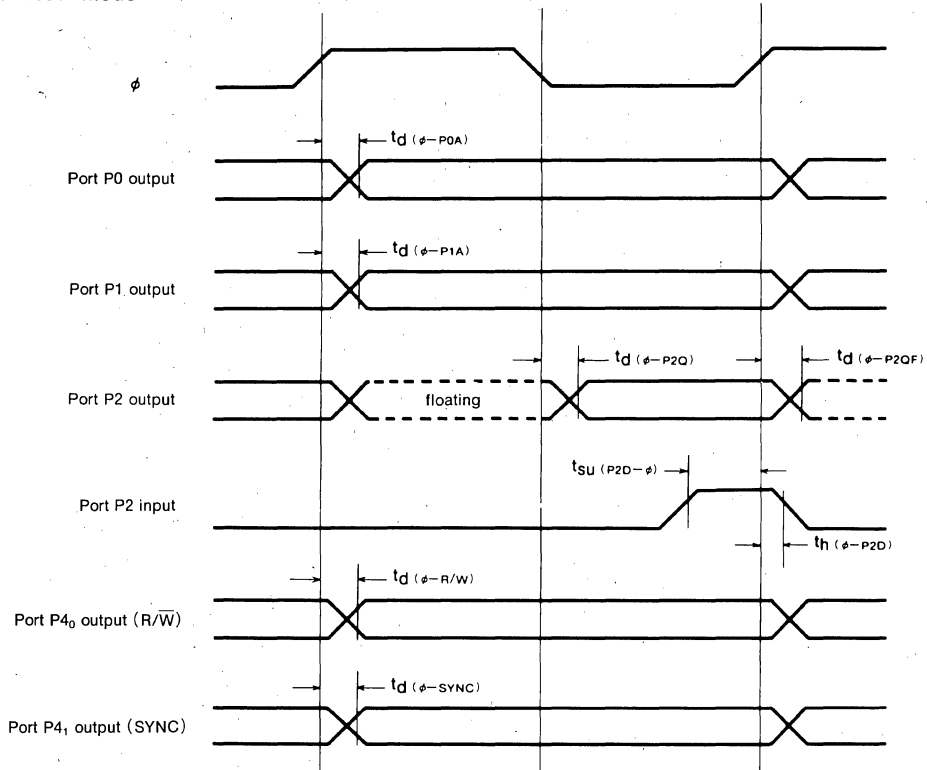 φ
td (φ−P0A)
Port P0 output
td (φ−P1A)
Port P1 output
td (φ−P2Q)
td (φ−P2QF)
Port P2 output
floating
tsu (P2D−φ)
Port P2 input
th (φ−P2D)
td (φ−R/W)
Port P4₀ output (R/W̅)
td (φ−SYNC)
Port P4₁ output (SYNC)